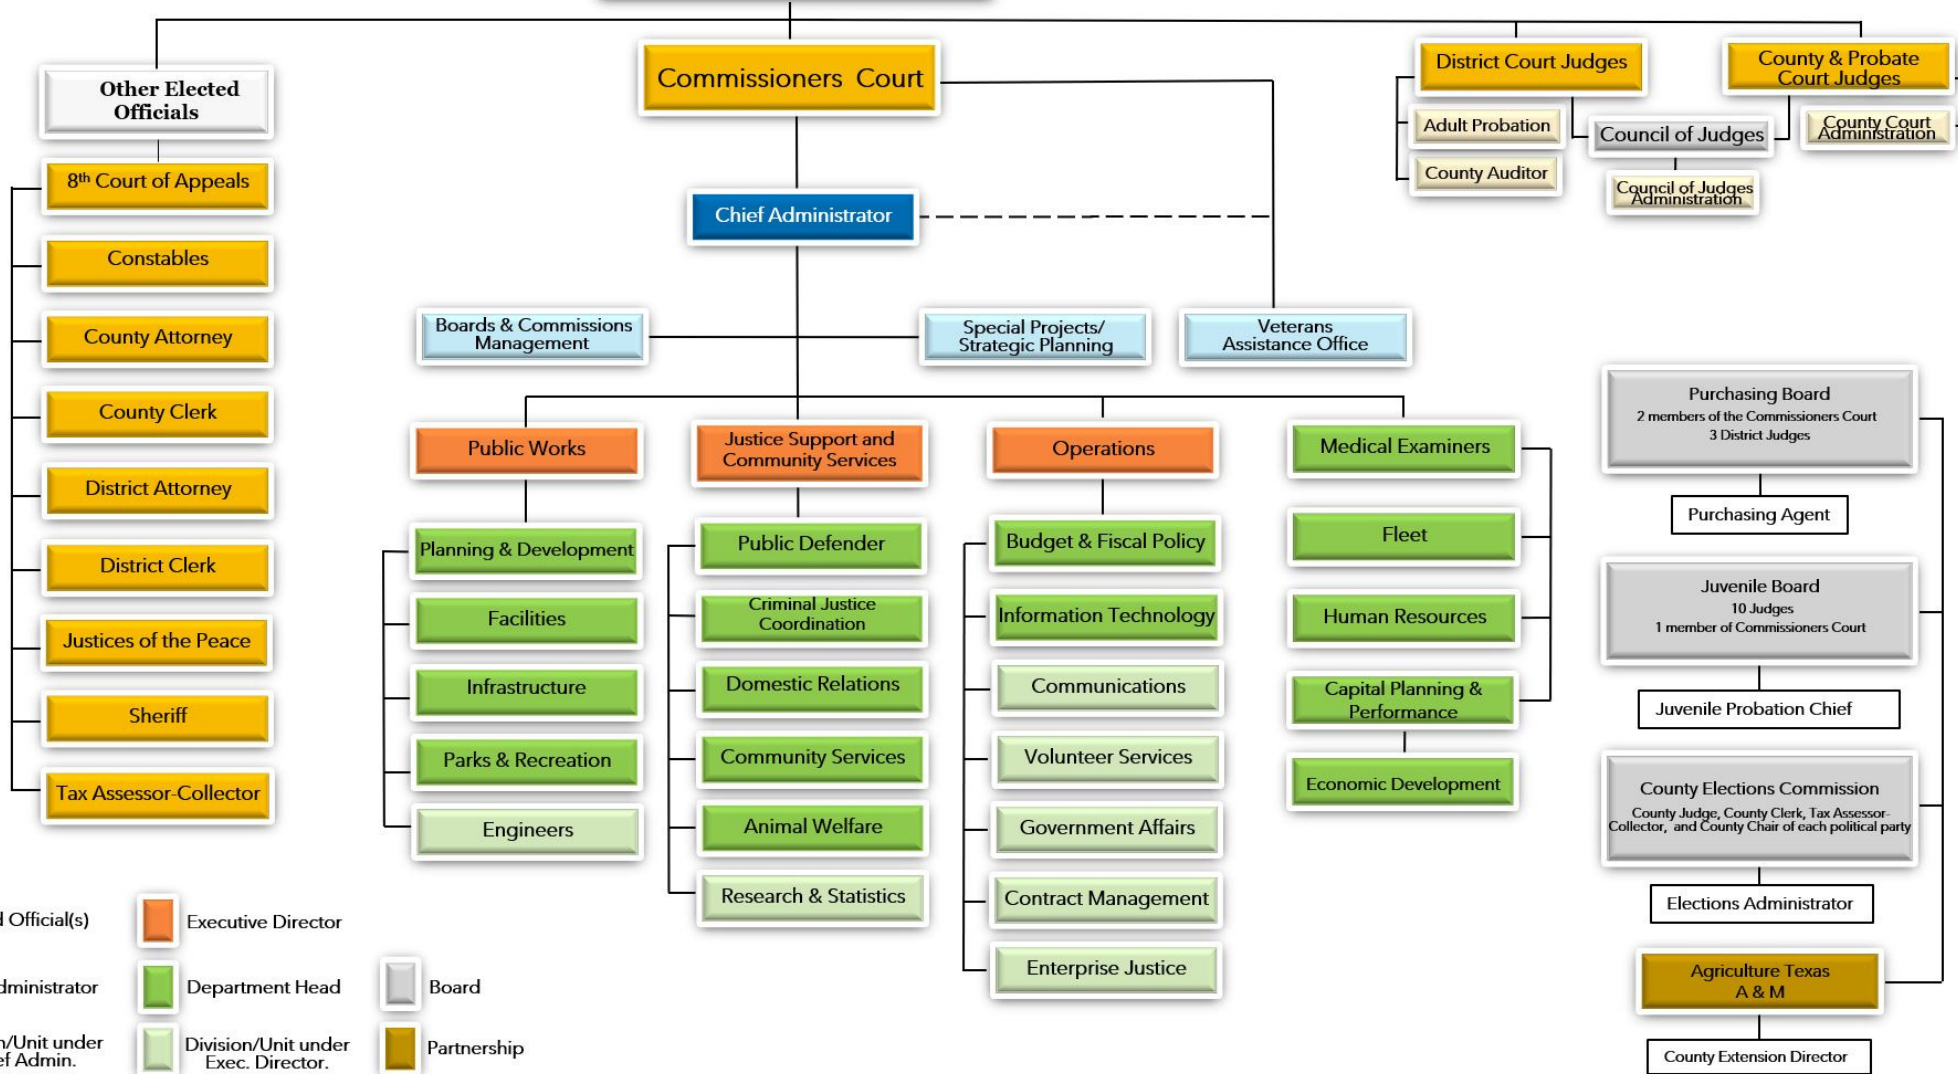 Other Elected
Officials
8th Court of Appeals
Constables
County Attorney
County Clerk
District Attorney
District Clerk
Justices of the Peace
Sheriff
Tax Assessor-Collector
Commissioners Court
Chief Administrator
Boards & Commissions
Management
Special Projects/
Strategic Planning
Veterans
Assistance Office
Public Works
Planning & Development
Facilities
Infrastructure
Parks & Recreation
Engineers
Justice Support and
Community Services
Public Defender
Criminal Justice
Coordination
Domestic Relations
Community Services
Animal Welfare
Research & Statistics
Operations
Budget & Fiscal Policy
Information Technology
Communications
Volunteer Services
Government Affairs
Contract Management
Enterprise Justice
Medical Examiners
Fleet
Human Resources
Capital Planning &
Performance
Economic Development
District Court Judges
Adult Probation
County Auditor
County & Probate
Court Judges
County Court
Administration
Council of Judges
Council of Judges
Administration
Purchasing Board
2 members of the Commissioners Court
3 District Judges
Purchasing Agent
Juvenile Board
10 Judges
1 member of Commissioners Court
Juvenile Probation Chief
County Elections Commission
County Judge, County Clerk, Tax Assessor-
Collector, and County Chair of each political party
Elections Administrator
Agriculture Texas
A & M
County Extension Director
Official(s)
Executive Director
Department Head
Board
/Unit under
Admin.
Division/Unit under
Exec. Director.
Partnership